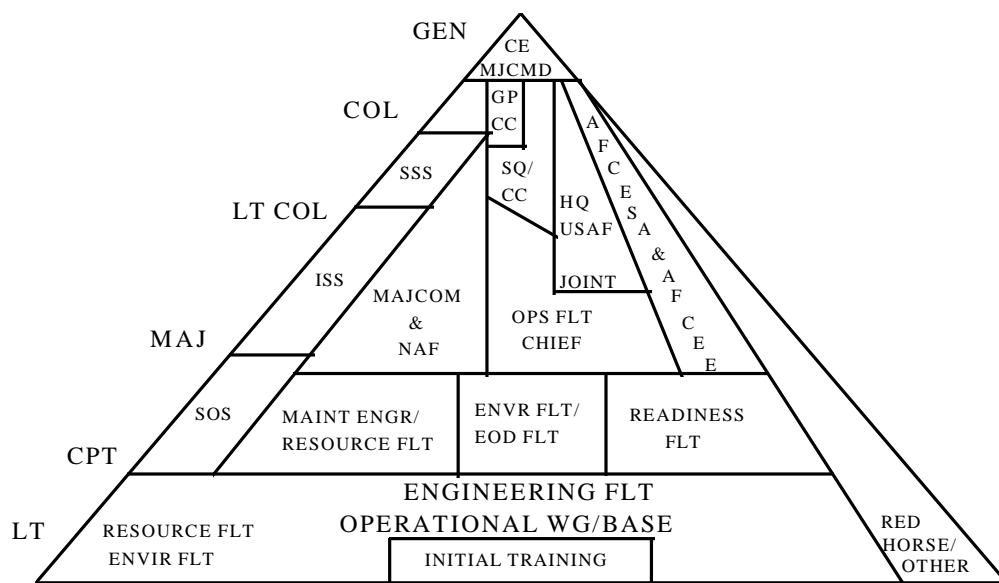 GEN
CE
MJCMD
COL
GP
CC
SSS
SQ/
CC
LT COL
HQ
USAF
AFCESA & AFCEE
ISS
JOINT
MAJCOM
&
NAF
OPS FLT
CHIEF
MAJ
SOS
MAINT ENGR/
RESOURCE FLT
ENVR FLT/
EOD FLT
READINESS
FLT
CPT
ENGINEERING FLT
OPERATIONAL WG/BASE
LT
RESOURCE FLT
ENVIR FLT
INITIAL TRAINING
RED
HORSE/
OTHER